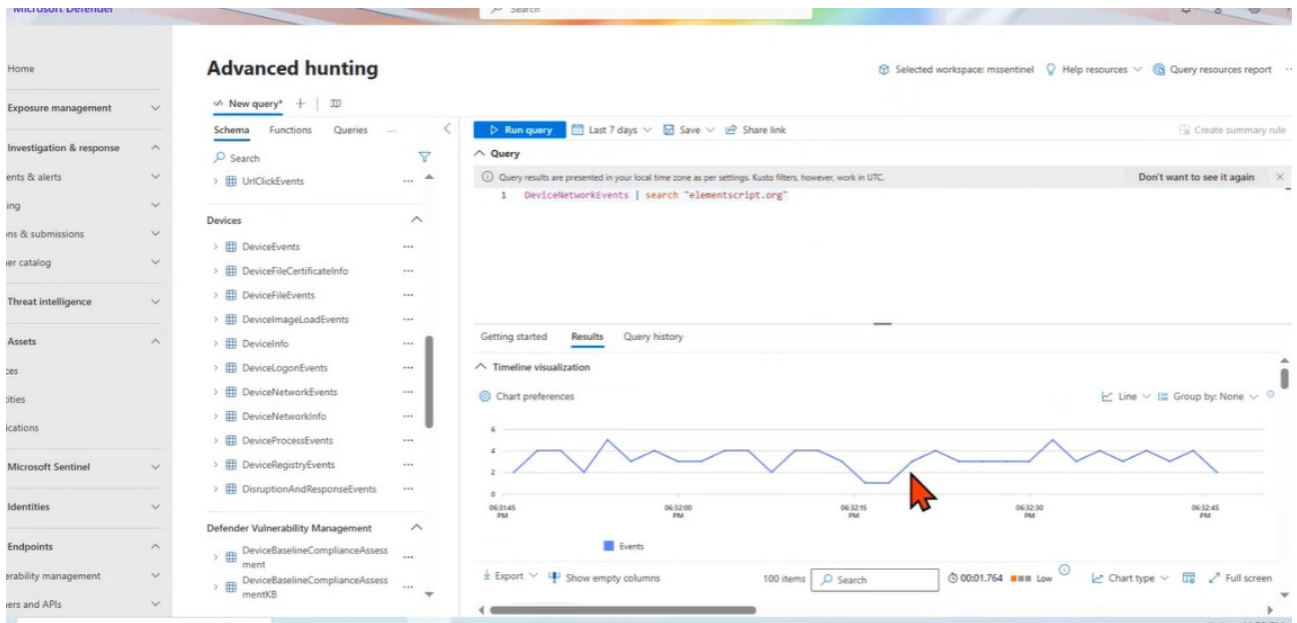 Microsoft Defender
Search
Home
Exposure management
Investigation & response
ents & alerts
ing
ons & submissions
er catalog
Threat intelligence
Assets
ces
tities
ications
Microsoft Sentinel
Identities
Endpoints
erability management
ners and APIs
Advanced hunting
Selected workspace: mssentinel Help resources Query resources report ...
New query* +
Schema Functions Queries ...
Search
UrlClickEvents ...
Devices
DeviceEvents ...
DeviceFileCertificateInfo ...
DeviceFileEvents ...
DeviceImageLoadEvents ...
DeviceInfo ...
DeviceLogonEvents ...
DeviceNetworkEvents ...
DeviceNetworkInfo ...
DeviceProcessEvents ...
DeviceRegistryEvents ...
DisruptionAndResponseEvents ...
Defender Vulnerability Management
DeviceBaselineComplianceAssess
ment ...
DeviceBaselineComplianceAssess
mentKB ...
Run query Last 7 days Save Share link Create summary rule
Query
Query results are presented in your local time zone as per settings. Kusto filters, however, work in UTC. Don't want to see it again
1 DeviceNetworkEvents | search "elementscript.org"
Getting started Results Query history
Timeline visualization
Chart preferences Line Group by: None
6
4
2
0
06:31:45 PM 06:32:00 PM 06:32:15 PM 06:32:30 PM 06:32:45 PM
Events
Export Show empty columns 100 items Search 00:01.764 Low Chart type Full screen